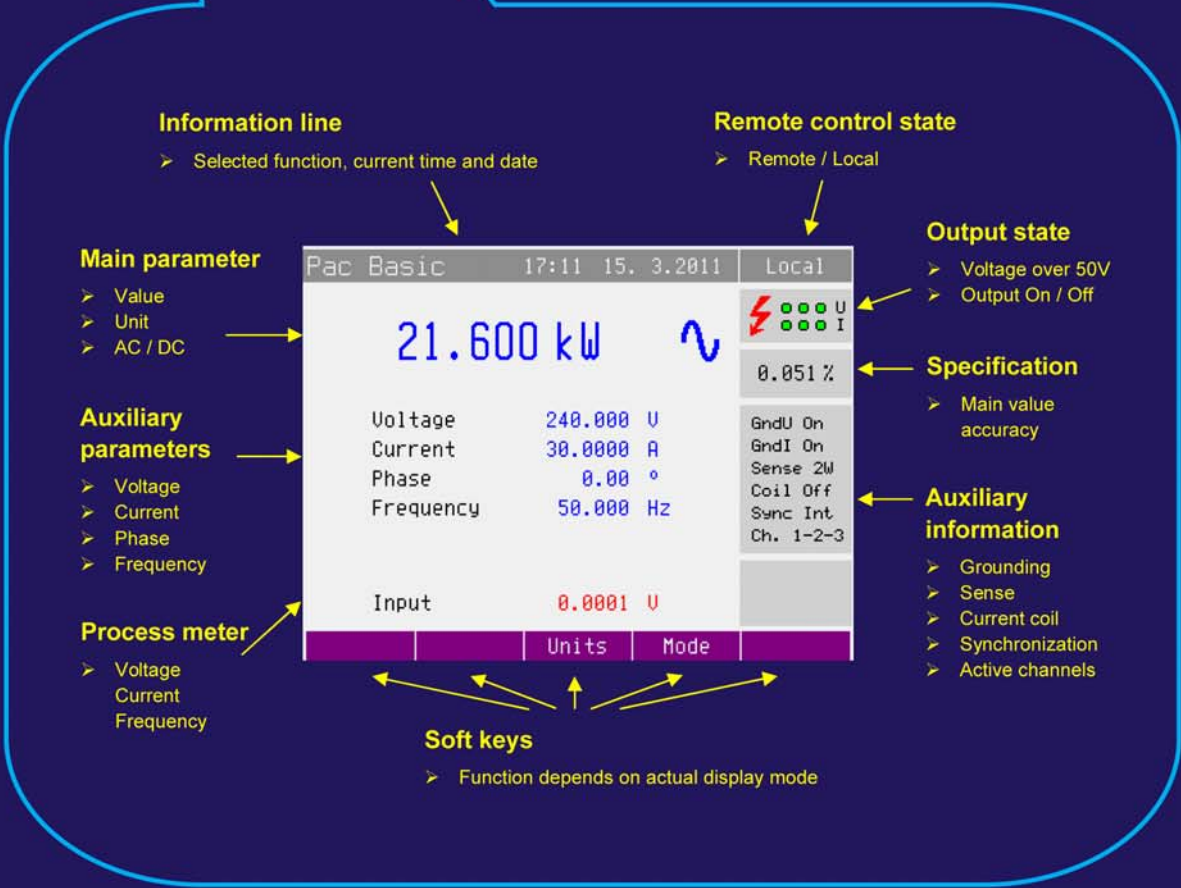 Information line
➢ Selected function, current time and date
Remote control state
➢ Remote / Local
Main parameter
➢ Value
➢ Unit
➢ AC / DC
Auxiliary
parameters
➢ Voltage
➢ Current
➢ Phase
➢ Frequency
Process meter
➢ Voltage
Current
Frequency
Pac Basic 17:11 15. 3.2011 Local
21.600 kW
U
I
0.051%
Voltage 240.000 V
Current 30.0000 A
Phase 0.00 °
Frequency 50.000 Hz
GndU On
GndI On
Sense 2W
Coil Off
Sync Int
Ch. 1-2-3
Input 0.0001 V
Units Mode
Output state
➢ Voltage over 50V
➢ Output On / Off
Specification
➢ Main value
accuracy
Auxiliary
information
➢ Grounding
➢ Sense
➢ Current coil
➢ Synchronization
➢ Active channels
Soft keys
➢ Function depends on actual display mode